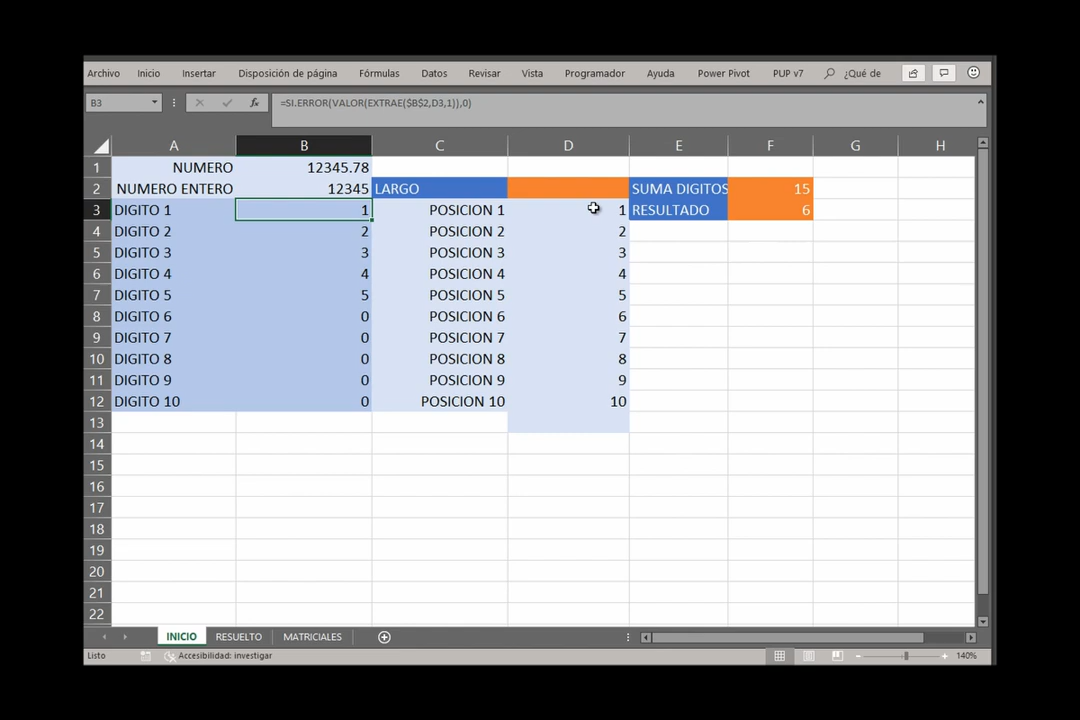 Archivo Inicio Insertar Disposición de página Fórmulas Datos Revisar Vista Programador Ayuda Power Pivot PUP v7 ¿Qué de
B3 fx =SI.ERROR(VALOR(EXTRAE($B$2,D3,1)),0)
A B C D E F G H
1 NUMERO 12345.78
2 NUMERO ENTERO 12345 LARGO SUMA DIGITOS 15
3 DIGITO 1 1 POSICION 1 1 RESULTADO 6
4 DIGITO 2 2 POSICION 2 2
5 DIGITO 3 3 POSICION 3 3
6 DIGITO 4 4 POSICION 4 4
7 DIGITO 5 5 POSICION 5 5
8 DIGITO 6 0 POSICION 6 6
9 DIGITO 7 0 POSICION 7 7
10 DIGITO 8 0 POSICION 8 8
11 DIGITO 9 0 POSICION 9 9
12 DIGITO 10 0 POSICION 10 10
13
14
15
16
17
18
19
20
21
22
INICIO RESUELTO MATRICIALES
Listo Accesibilidad: investigar 140%